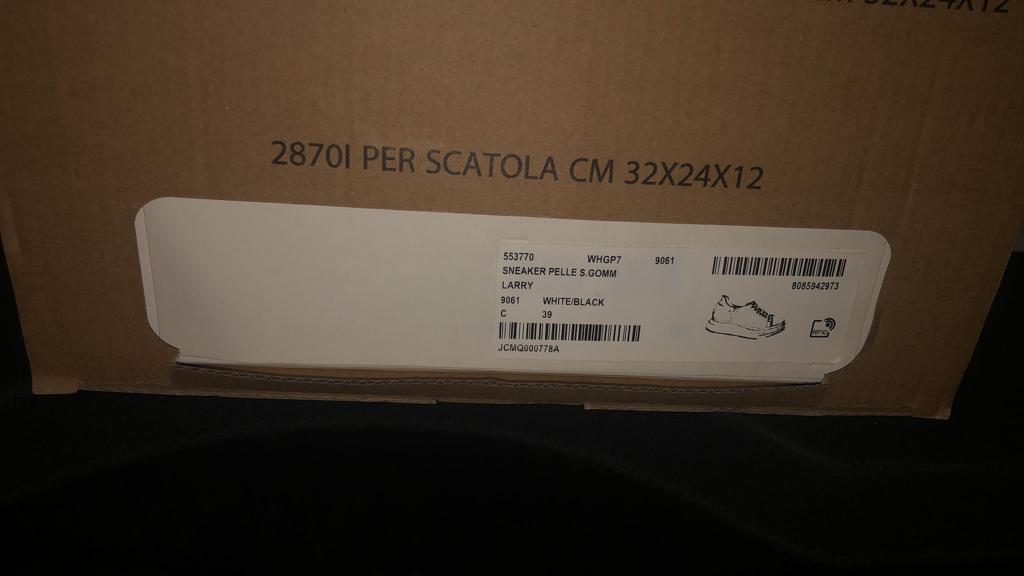 32X24X12
2870I PER SCATOLA CM 32X24X12
553770 WHGP7 9061
SNEAKER PELLE S.GOMM
LARRY
9061 WHITE/BLACK
C 39
JCMQ000778A
8085942973
RFID